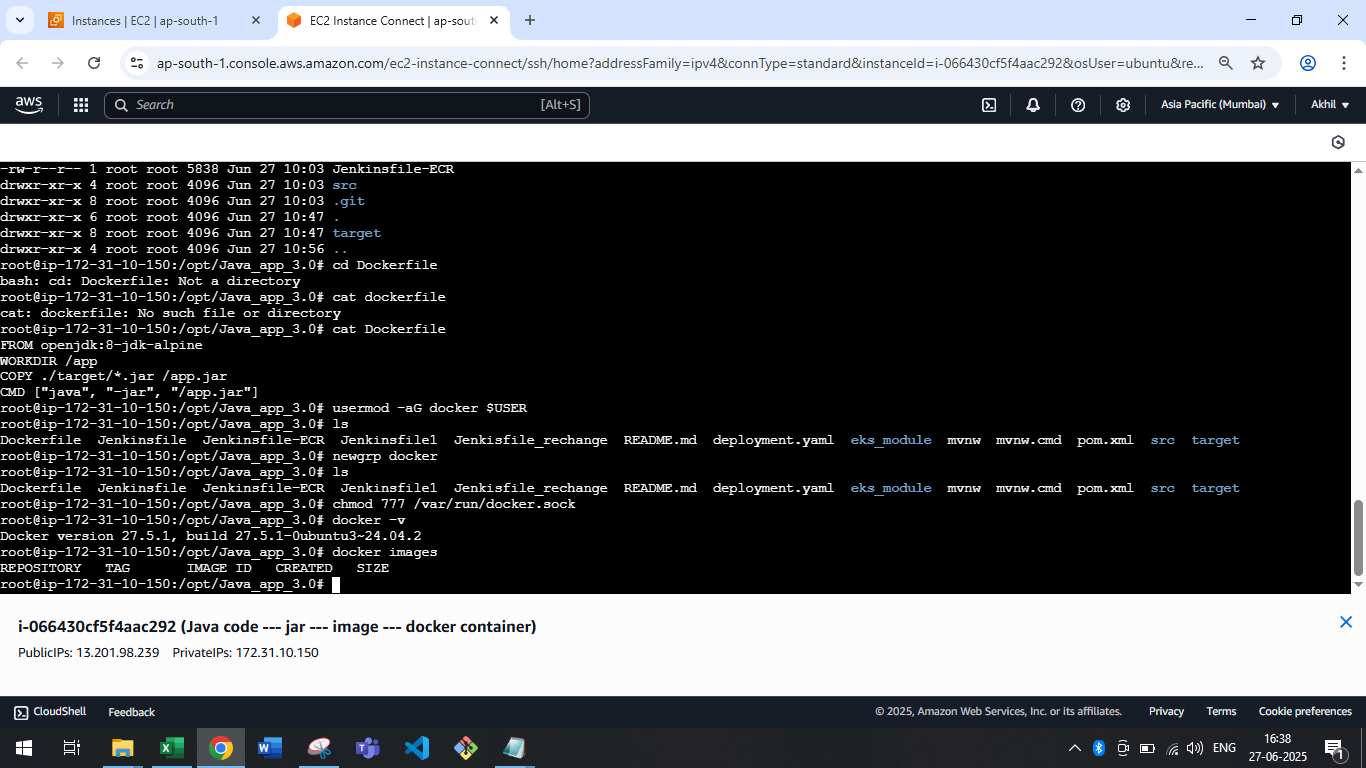 Instances | EC2 | ap-south-1
EC2 Instance Connect | ap-sout
ap-south-1.console.aws.amazon.com/ec2-instance-connect/ssh/home?addressFamily=ipv4&connType=standard&instanceId=i-066430cf5f4aac292&osUser=ubuntu&re...
aws Search [Alt+S] Asia Pacific (Mumbai) Akhil
-rw-r--r-- 1 root root 5838 Jun 27 10:03 Jenkinsfile-ECR
drwxr-xr-x 4 root root 4096 Jun 27 10:03 src
drwxr-xr-x 8 root root 4096 Jun 27 10:03 .git
drwxr-xr-x 6 root root 4096 Jun 27 10:47 .
drwxr-xr-x 8 root root 4096 Jun 27 10:47 target
drwxr-xr-x 4 root root 4096 Jun 27 10:56 ..
root@ip-172-31-10-150:/opt/Java_app_3.0# cd Dockerfile
bash: cd: Dockerfile: Not a directory
root@ip-172-31-10-150:/opt/Java_app_3.0# cat dockerfile
cat: dockerfile: No such file or directory
root@ip-172-31-10-150:/opt/Java_app_3.0# cat Dockerfile
FROM openjdk:8-jdk-alpine
WORKDIR /app
COPY ./target/*.jar /app.jar
CMD ["java", "-jar", "/app.jar"]
root@ip-172-31-10-150:/opt/Java_app_3.0# usermod -aG docker $USER
root@ip-172-31-10-150:/opt/Java_app_3.0# ls
Dockerfile Jenkinsfile Jenkinsfile-ECR Jenkinsfile1 Jenkisfile_rechange README.md deployment.yaml eks_module mvnw mvnw.cmd pom.xml src target
root@ip-172-31-10-150:/opt/Java_app_3.0# newgrp docker
root@ip-172-31-10-150:/opt/Java_app_3.0# ls
Dockerfile Jenkinsfile Jenkinsfile-ECR Jenkinsfile1 Jenkisfile_rechange README.md deployment.yaml eks_module mvnw mvnw.cmd pom.xml src target
root@ip-172-31-10-150:/opt/Java_app_3.0# chmod 777 /var/run/docker.sock
root@ip-172-31-10-150:/opt/Java_app_3.0# docker -v
Docker version 27.5.1, build 27.5.1-0ubuntu3~24.04.2
root@ip-172-31-10-150:/opt/Java_app_3.0# docker images
REPOSITORY TAG IMAGE ID CREATED SIZE
root@ip-172-31-10-150:/opt/Java_app_3.0#
i-066430cf5f4aac292 (Java code --- jar --- image --- docker container)
PublicIPs: 13.201.98.239 PrivateIPs: 172.31.10.150
CloudShell Feedback © 2025, Amazon Web Services, Inc. or its affiliates. Privacy Terms Cookie preferences
ENG 16:38
27-06-2025 1